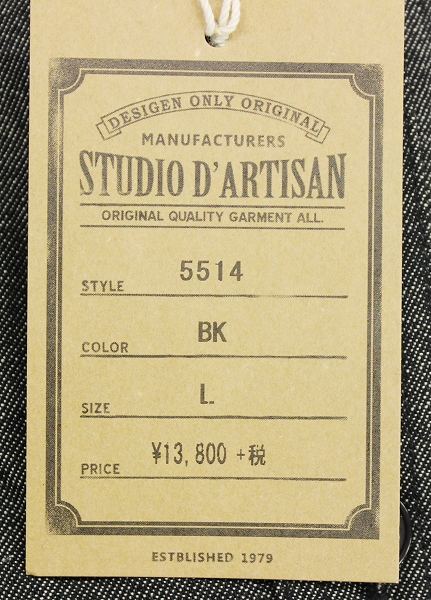 DESIGEN ONLY ORIGINAL
MANUFACTURERS
STUDIO D'ARTISAN
ORIGINAL QUALITY GARMENT ALL.
STYLE 5514
COLOR BK
SIZE L
PRICE ¥13,800 +税
ESTBLISHED 1979